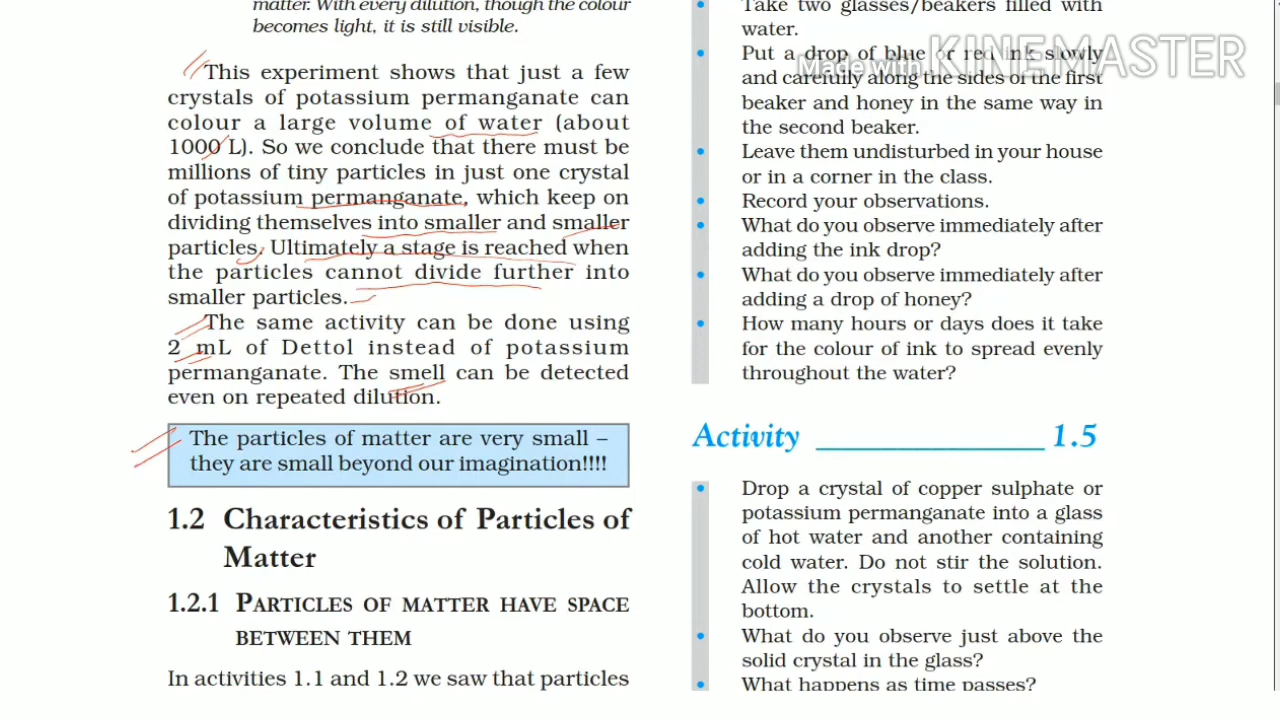 matter. With every dilution, though the colour
becomes light, it is still visible.
This experiment shows that just a few
crystals of potassium permanganate can
colour a large volume of water (about
1000 L). So we conclude that there must be
millions of tiny particles in just one crystal
of potassium permanganate, which keep on
dividing themselves into smaller and smaller
particles. Ultimately a stage is reached when
the particles cannot divide further into
smaller particles.
The same activity can be done using
2 mL of Dettol instead of potassium
permanganate. The smell can be detected
even on repeated dilution.
The particles of matter are very small –
they are small beyond our imagination!!!!
1.2 Characteristics of Particles of
Matter
1.2.1 PARTICLES OF MATTER HAVE SPACE
BETWEEN THEM
In activities 1.1 and 1.2 we saw that particles
Take two glasses/beakers filled with
water.
• Put a drop of blue or red ink slowly
and carefully along the sides of the first
beaker and honey in the same way in
the second beaker.
• Leave them undisturbed in your house
or in a corner in the class.
• Record your observations.
• What do you observe immediately after
adding the ink drop?
• What do you observe immediately after
adding a drop of honey?
• How many hours or days does it take
for the colour of ink to spread evenly
throughout the water?
Activity 1.5
• Drop a crystal of copper sulphate or
potassium permanganate into a glass
of hot water and another containing
cold water. Do not stir the solution.
Allow the crystals to settle at the
bottom.
• What do you observe just above the
solid crystal in the glass?
• What happens as time passes?
Made with KINEMASTER